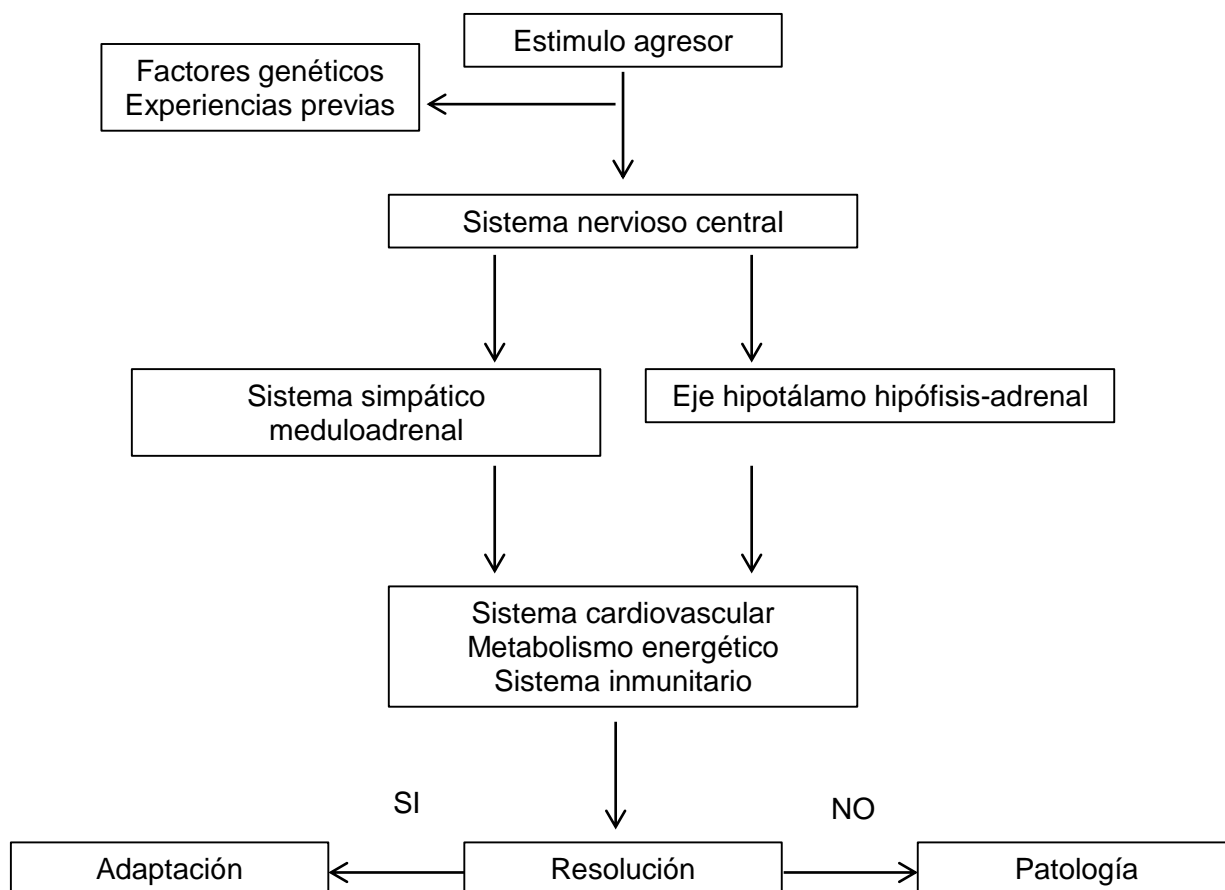 Estimulo agresor
Factores genéticos
Experiencias previas
Sistema nervioso central
Sistema simpático
meduloadrenal
Eje hipotálamo hipófisis-adrenal
Sistema cardiovascular
Metabolismo energético
Sistema inmunitario
SI
NO
Adaptación
Resolución
Patología